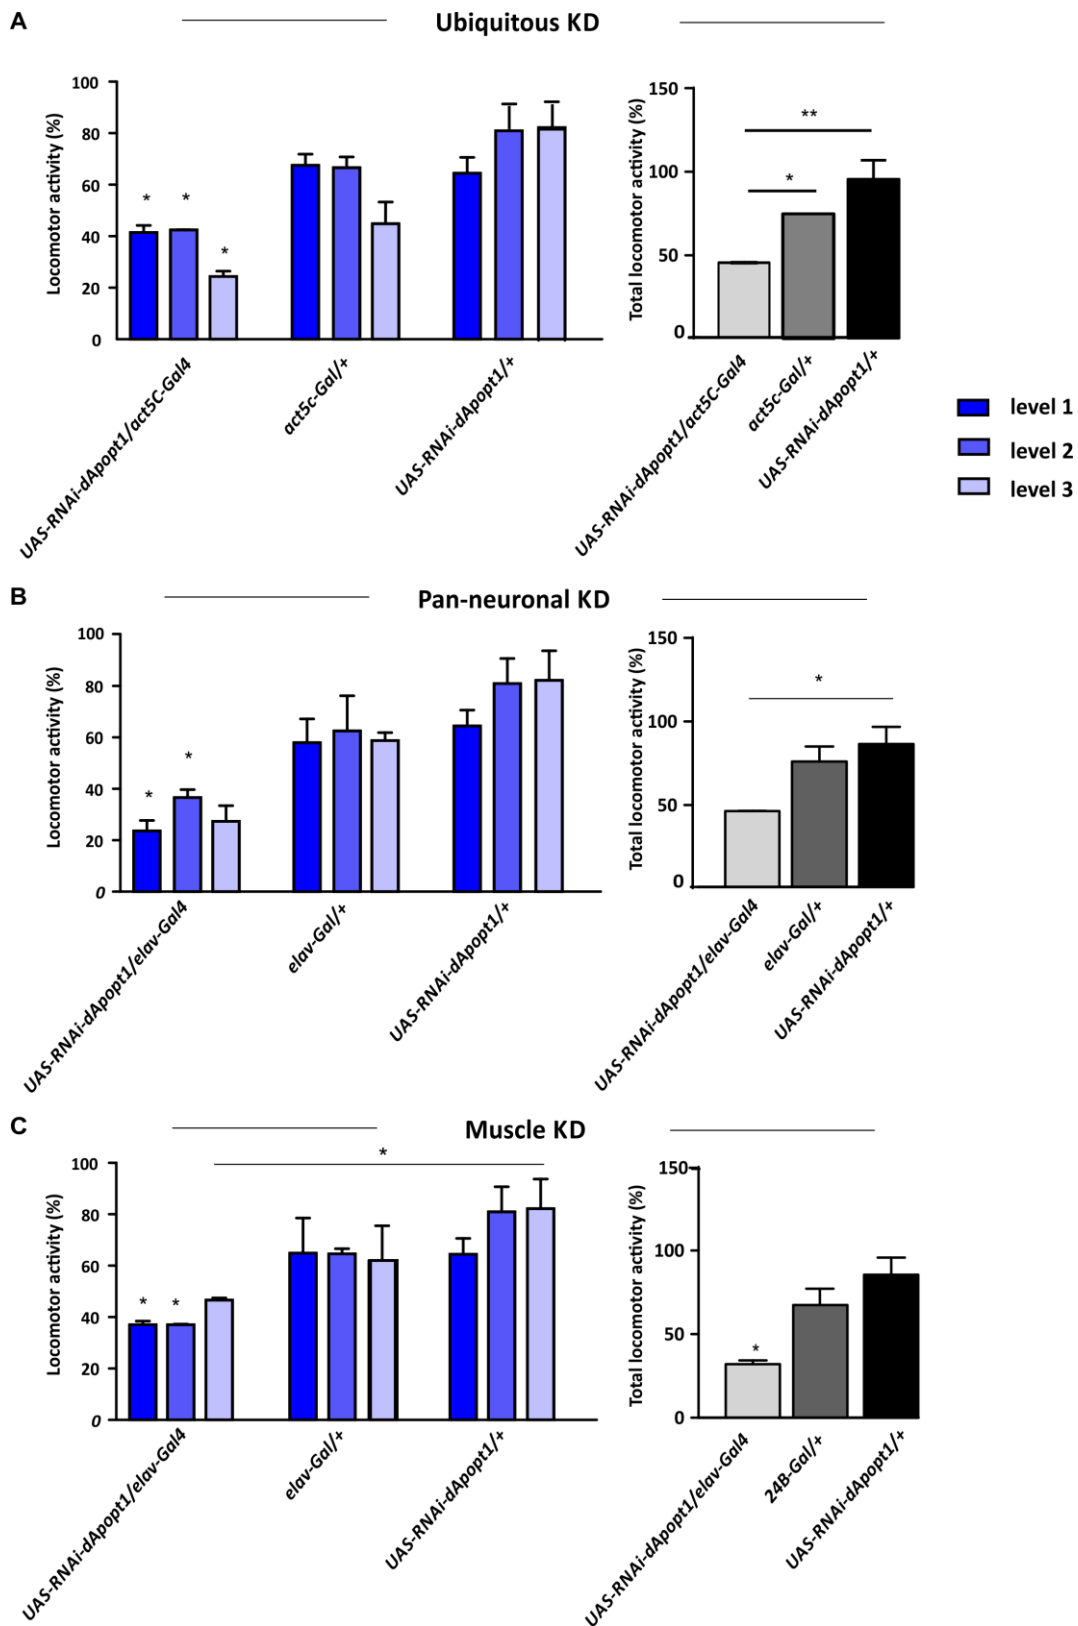 A
Ubiquitous KD
Locomotor activity (%)
100
80
60
40
20
0
*
*
*
UAS-RNAi-dApopt1/act5C-Gal4
act5c-Gal/+
UAS-RNAi-dApopt1/+
Total locomotor activity (%)
150
100
50
0
**
*
UAS-RNAi-dApopt1/act5C-Gal4
act5c-Gal/+
UAS-RNAi-dApopt1/+
level 1
level 2
level 3
B
Pan-neuronal KD
Locomotor activity (%)
100
80
60
40
20
0
*
*
UAS-RNAi-dApopt1/elav-Gal4
elav-Gal/+
UAS-RNAi-dApopt1/+
Total locomotor activity (%)
150
100
50
0
*
UAS-RNAi-dApopt1/elav-Gal4
elav-Gal/+
UAS-RNAi-dApopt1/+
C
Muscle KD
Locomotor activity (%)
100
80
60
40
20
0
*
*
*
UAS-RNAi-dApopt1/elav-Gal4
elav-Gal/+
UAS-RNAi-dApopt1/+
Total locomotor activity (%)
150
100
50
0
*
UAS-RNAi-dApopt1/elav-Gal4
24B-Gal/+
UAS-RNAi-dApopt1/+